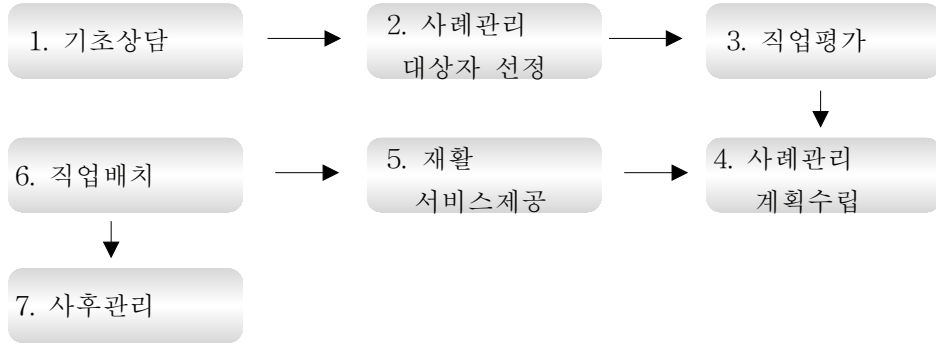 1. 기초상담
2. 사례관리
대상자 선정
3. 직업평가
6. 직업배치
5. 재활
서비스제공
4. 사례관리
계획수립
7. 사후관리